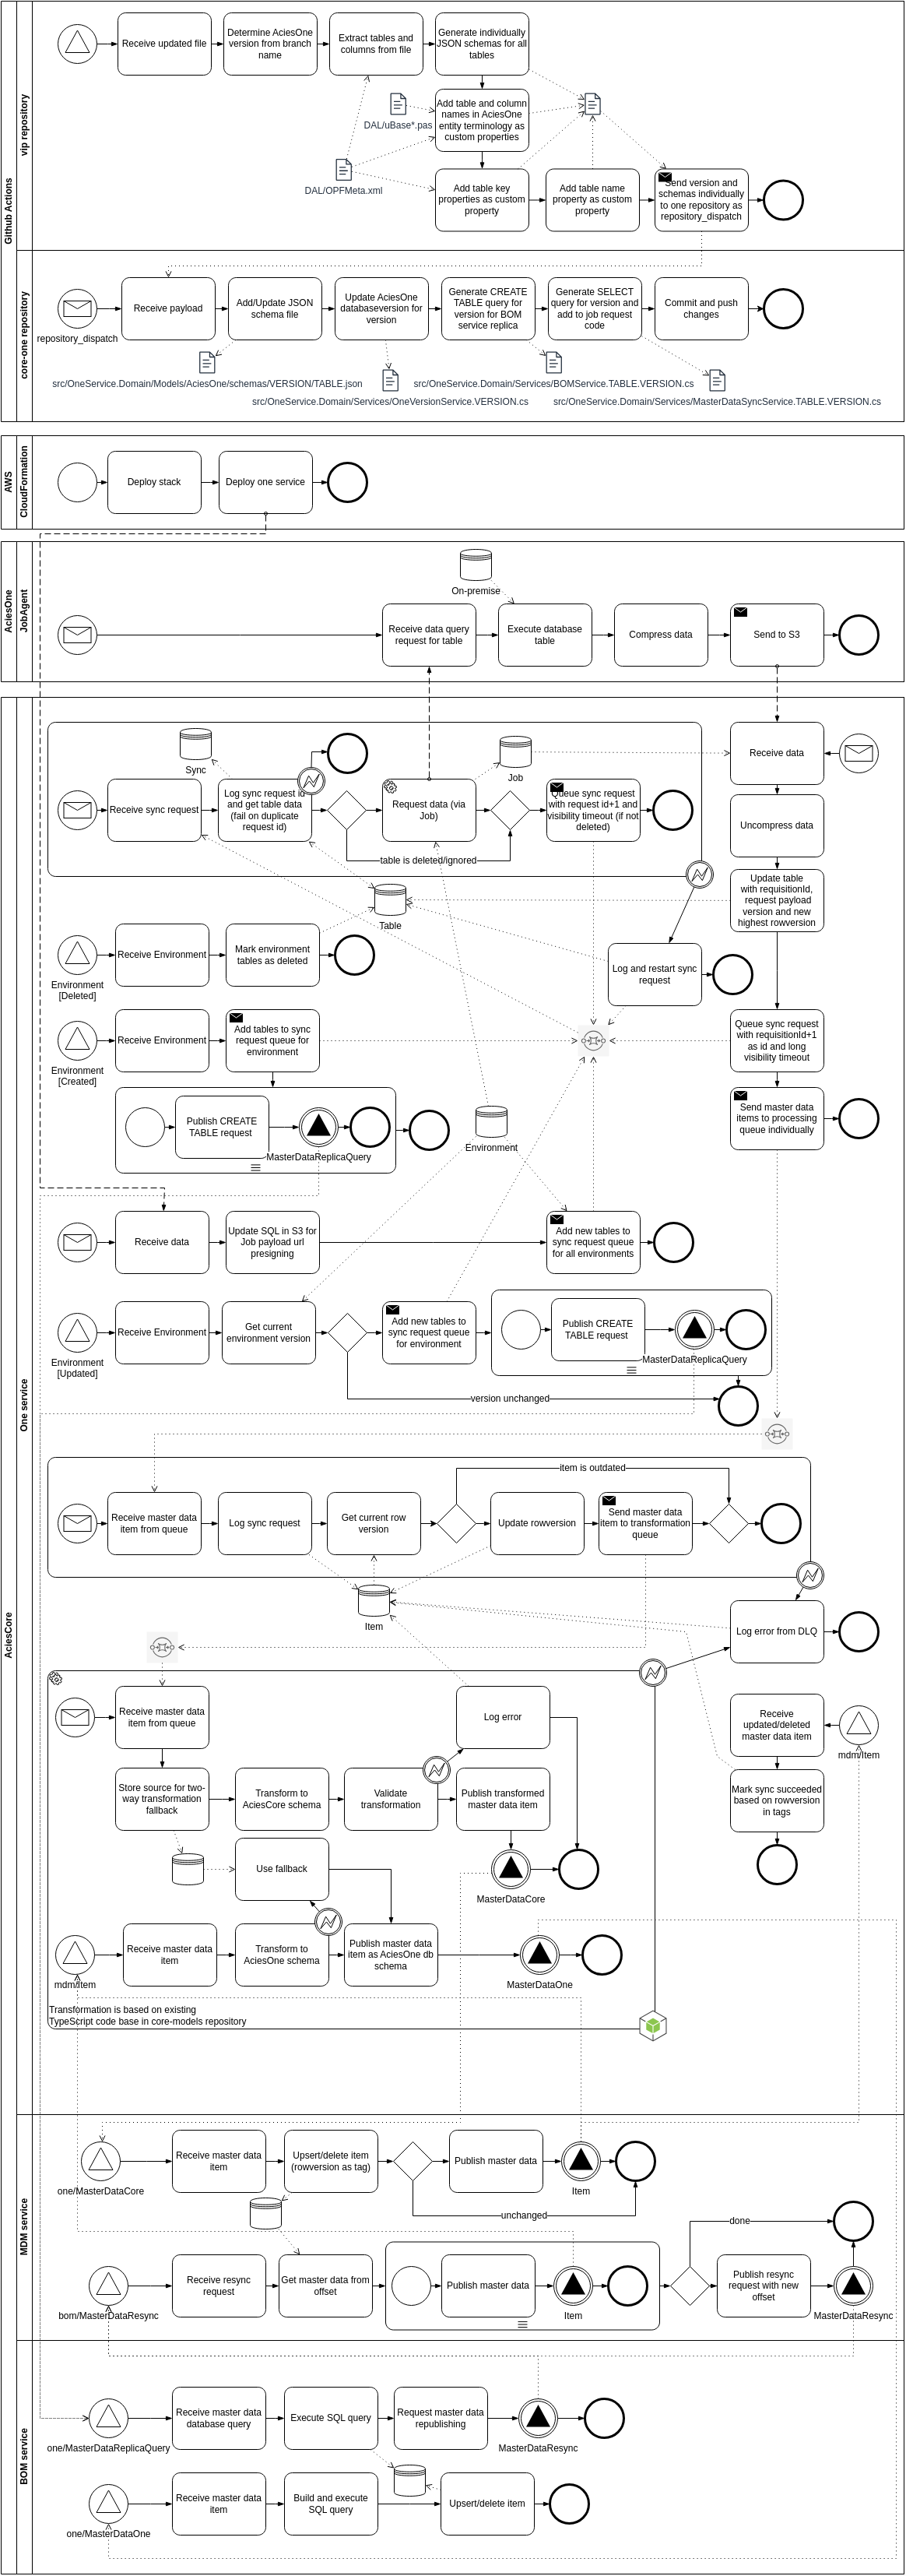 Github Actions
vip repository
Receive updated file
Determine AciesOne
version from branch
name
Extract tables and
columns from file
Generate individually
JSON schemas for all
tables
DAL/uBase*.pas
Add table and column
names in AciesOne
entity terminology as
custom properties
DAL/OPFMeta.xml
Add table key
properties as custom
property
Add table name
property as custom
property
Send version and
schemas individually
to one repository as
repository_dispatch
core-one repository
repository_dispatch
Receive payload
Add/Update JSON
schema file
Update AciesOne
databaseversion for
version
Generate CREATE
TABLE query for
version for BOM
service replica
Generate SELECT
query for version and
add to job request
code
Commit and push
changes
src/OneService.Domain/Models/AciesOne/schemas/VERSION/TABLE.json
src/OneService.Domain/Services/BOMService.TABLE.VERSION.cs
src/OneService.Domain/Services/OneVersionService.VERSION.cs
src/OneService.Domain/Services/MasterDataSyncService.TABLE.VERSION.cs
AWS
CloudFormation
Deploy stack
Deploy one service
AciesOne
JobAgent
On-premise
Receive data query
request for table
Execute database
table
Compress data
Send to S3
AciesCore
One service
Sync
Job
Receive data
Receive sync request
Log sync request id
and get table data
(fail on duplicate
request id)
Request data (via
Job)
Queue sync request
with request id+1 and
visibility timeout (if not
deleted)
Uncompress data
table is deleted/ignored
Update table
with requisitionId,
request payload
version and new
highest rowversion
Table
Environment
[Deleted]
Receive Environment
Mark environment
tables as deleted
Log and restart sync
request
Environment
[Created]
Receive Environment
Add tables to sync
request queue for
environment
Queue sync request
with requisitionId+1
as id and long
visibility timeout
Publish CREATE
TABLE request
MasterDataReplicaQuery
Environment
Send master data
items to processing
queue individually
Receive data
Update SQL in S3 for
Job payload url
presigning
Add new tables to
sync request queue
for all environments
Environment
[Updated]
Receive Environment
Get current
environment version
Add new tables to
sync request queue
for environment
Publish CREATE
TABLE request
MasterDataReplicaQuery
version unchanged
item is outdated
Receive master data
item from queue
Log sync request
Get current row
version
Update rowversion
Send master data
item to transformation
queue
Item
Log error from DLQ
Receive master data
item from queue
Log error
Receive
updated/deleted
master data item
mdm/Item
Store source for two-
way transformation
fallback
Transform to
AciesCore schema
Validate
transformation
Publish transformed
master data item
Mark sync succeeded
based on rowversion
in tags
Use fallback
MasterDataCore
mdm/Item
Receive master data
item
Transform to
AciesOne schema
Publish master data
item as AciesOne db
schema
MasterDataOne
Transformation is based on existing
TypeScript code base in core-models repository
MDM service
one/MasterDataCore
Receive master data
item
Upsert/delete item
(rowversion as tag)
Publish master data
Item
unchanged
done
bom/MasterDataResync
Receive resync
request
Get master data from
offset
Publish master data
Item
Publish resync
request with new
offset
MasterDataResync
BOM service
one/MasterDataReplicaQuery
Receive master data
database query
Execute SQL query
Request master data
republishing
MasterDataResync
one/MasterDataOne
Receive master data
item
Build and execute
SQL query
Upsert/delete item